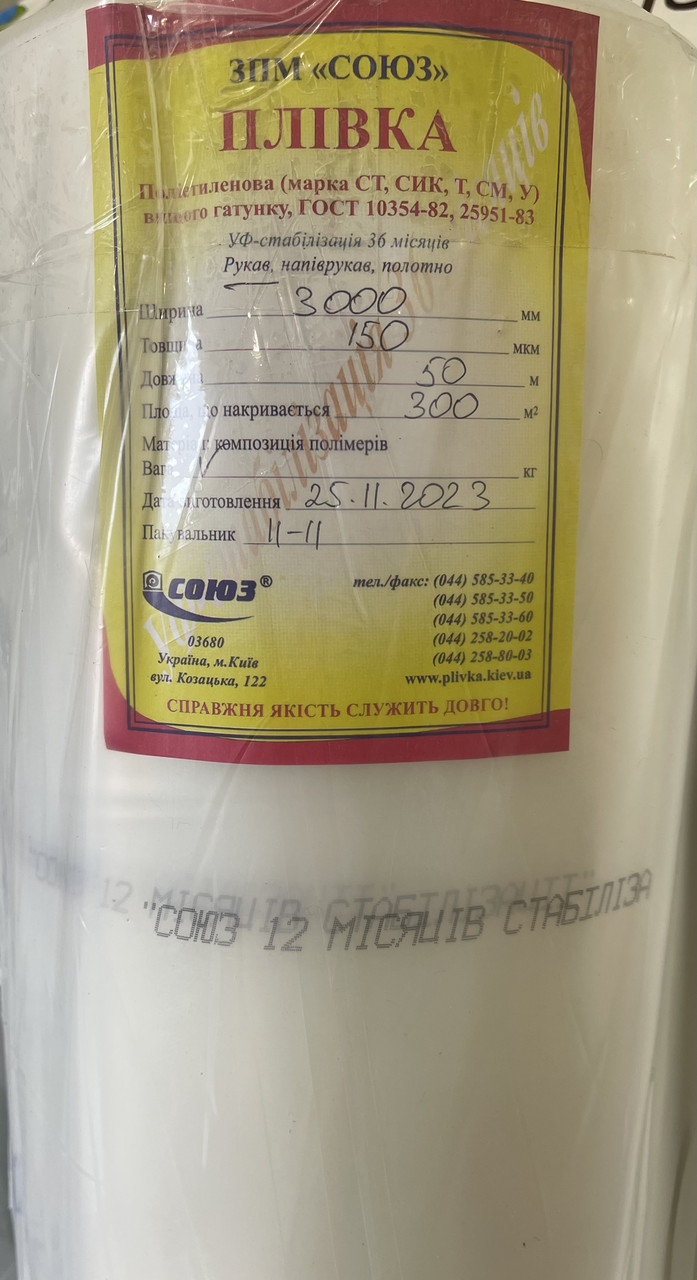 ЗПМ «СОЮЗ»
ПЛІВКА
Поліетиленова (марка СТ, СИК, Т, СМ, У)
вищого гатунку, ГОСТ 10354-82, 25951-83
УФ-стабілізація 36 місяців
Рукав, напіврукав, полотно
Ширина 3000 мм
Товщина 150 мкм
Довжина 50 м
Площа, що накривається 300 м²
Матеріал: композиція полімерів
Вага кг
Дата виготовлення 25.11.2023
Пакувальник 11-11
СОЮЗ®
03680
Україна, м.Київ
вул. Козацька, 122
тел./факс: (044) 585-33-40
(044) 585-33-50
(044) 585-33-60
(044) 258-20-02
(044) 258-80-03
www.plivka.kiev.ua
СПРАВЖНЯ ЯКІСТЬ СЛУЖИТЬ ДОВГО!
"СОЮЗ 12 МІСЯЦІВ СТАБІЛІЗА